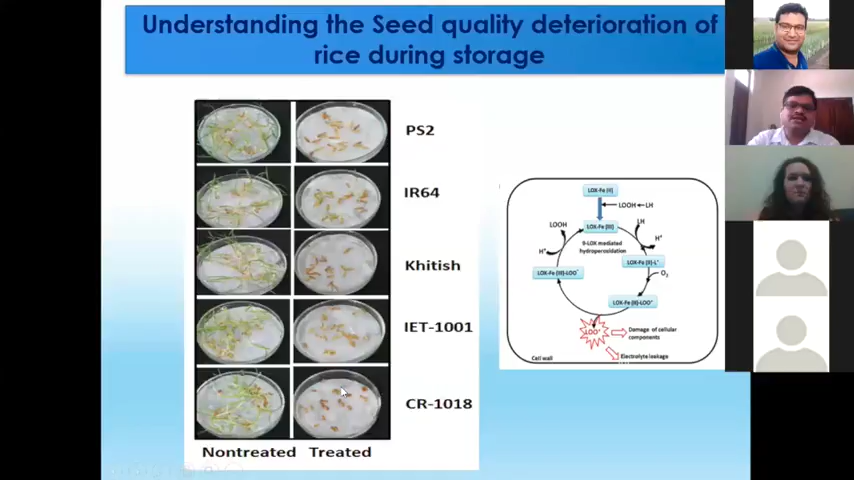 Understanding the Seed quality deterioration of
rice during storage
PS2
IR64
Khitish
IET-1001
CR-1018
Nontreated Treated
LOX-Fe (II)
LOOH LH
LOX-Fe (III)
LOOH
LH
9-LOX mediated
hydroperoxidation
H⁺
H⁺
LOX-Fe (II)-L•
O₂
LOX-Fe (III)-LOO⁻
LOX-Fe (II)-LOO•
LOO•
Damage of cellular
components
Electrolyte leakage
Cell wall